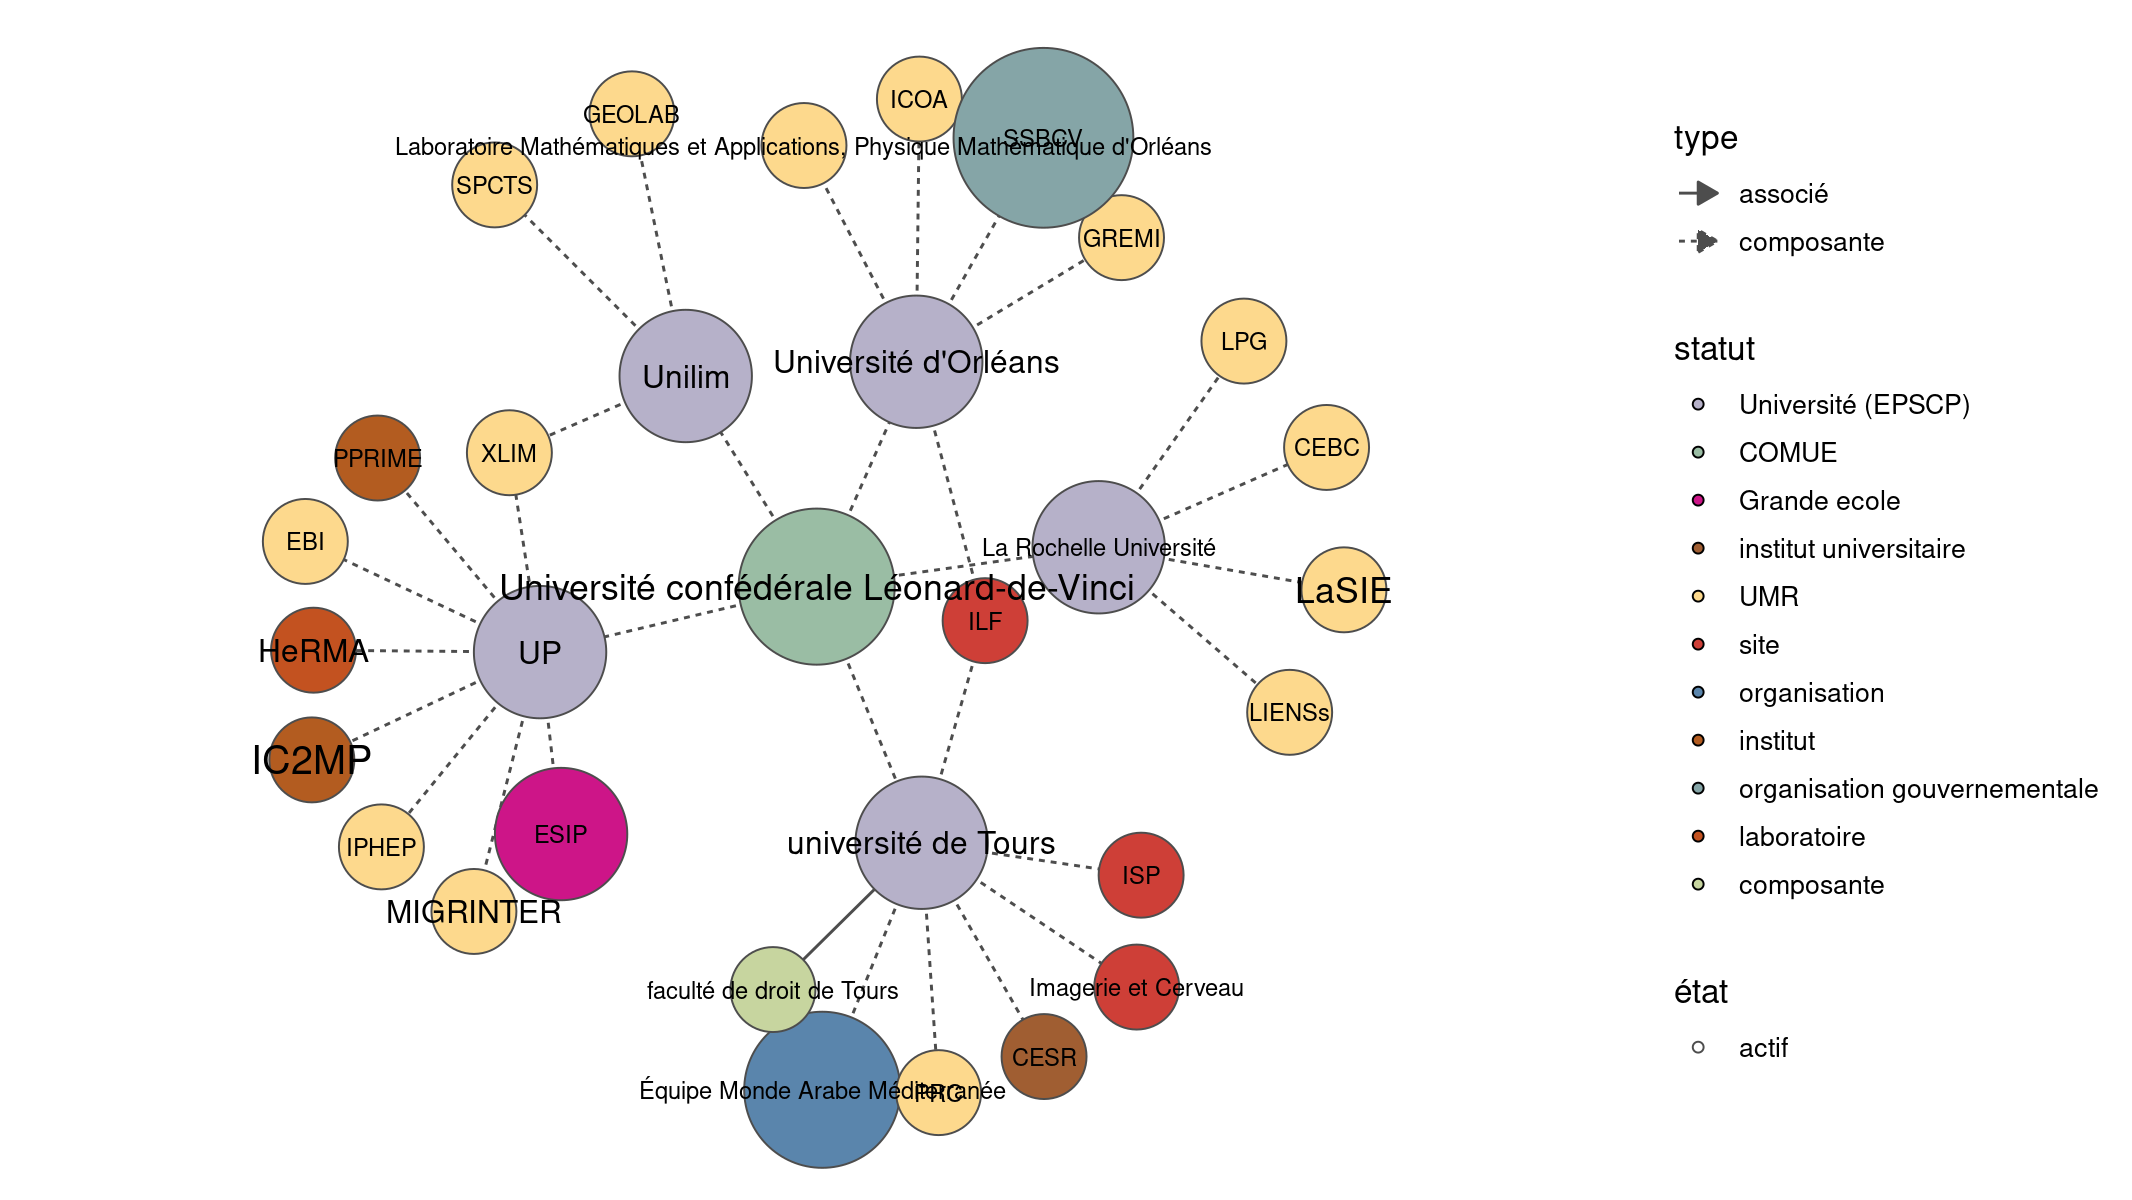 GEOLAB
ICOA
SSBCV
Laboratoire Mathématiques et Applications, Physique Mathématique d'Orléans
SPCTS
GREMI
LPG
Unilim
Université d'Orléans
PPRIME
XLIM
CEBC
EBI
La Rochelle Université
Université confédérale Léonard-de-Vinci
LaSIE
ILF
HeRMA
UP
LIENSs
IC2MP
IPHEP
ESIP
université de Tours
ISP
MIGRINTER
faculté de droit de Tours
Imagerie et Cerveau
CESR
Équipe Monde Arabe Méditerranée
PRC
type
associé
composante
statut
Université (EPSCP)
COMUE
Grande ecole
institut universitaire
UMR
site
organisation
institut
organisation gouvernementale
laboratoire
composante
état
actif